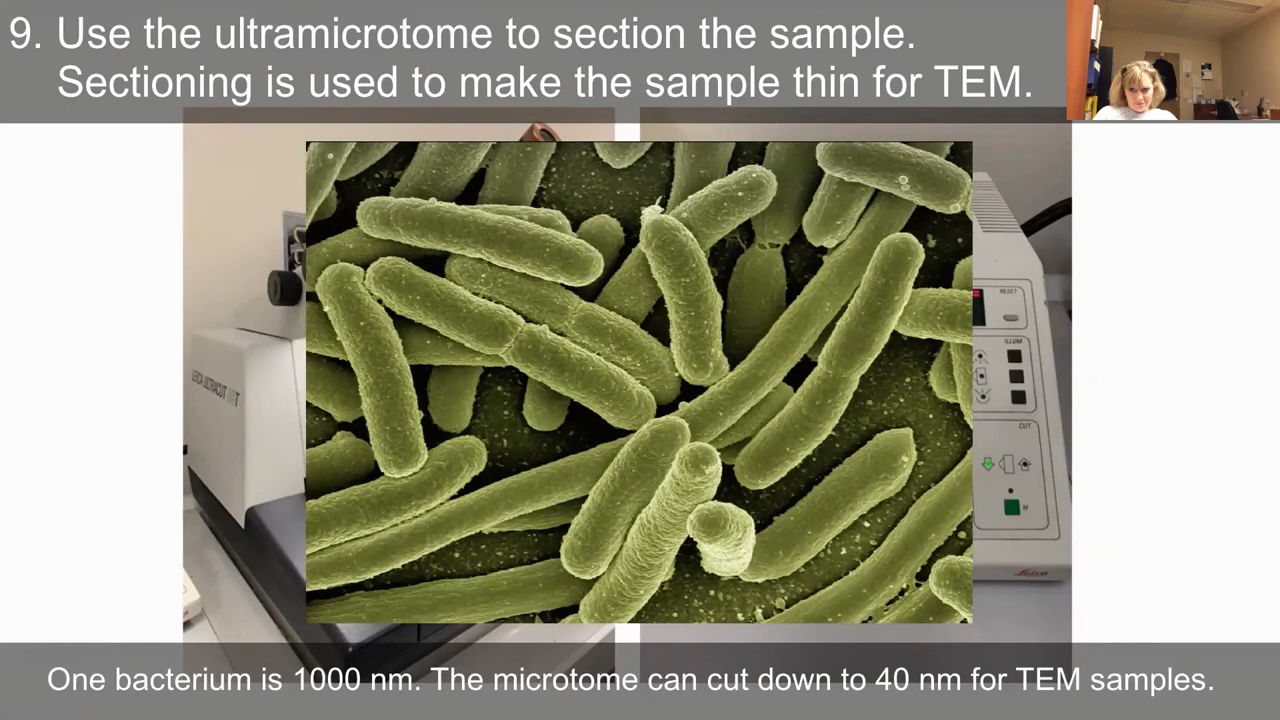 9. Use the ultramicrotome to section the sample.
Sectioning is used to make the sample thin for TEM.
RESET
ILLUM
LEICA ULTRACUT
CUT
M
Leica
One bacterium is 1000 nm. The microtome can cut down to 40 nm for TEM samples.